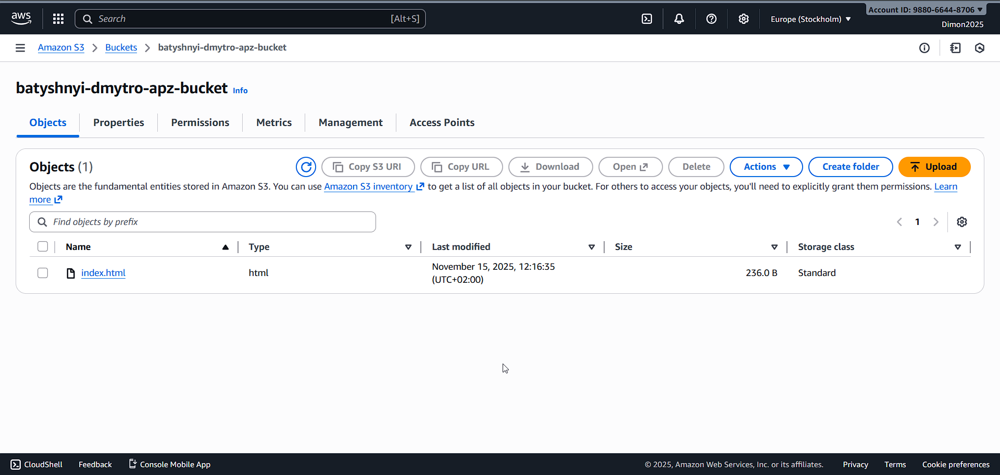 aws
Search
[Alt+S]
Europe (Stockholm)
Account ID: 9880-6644-8706
Dimon2025
Amazon S3
Buckets
batyshnyi-dmytro-apz-bucket
batyshnyi-dmytro-apz-bucket Info
Objects
Properties
Permissions
Metrics
Management
Access Points
Objects (1)
Copy S3 URI
Copy URL
Download
Open
Delete
Actions
Create folder
Upload
Objects are the fundamental entities stored in Amazon S3. You can use Amazon S3 inventory to get a list of all objects in your bucket. For others to access your objects, you'll need to explicitly grant them permissions. Learn
more
Find objects by prefix
1
Name
Type
Last modified
Size
Storage class
index.html
html
November 15, 2025, 12:16:35
(UTC+02:00)
236.0 B
Standard
CloudShell
Feedback
Console Mobile App
© 2025, Amazon Web Services, Inc. or its affiliates.
Privacy
Terms
Cookie preferences